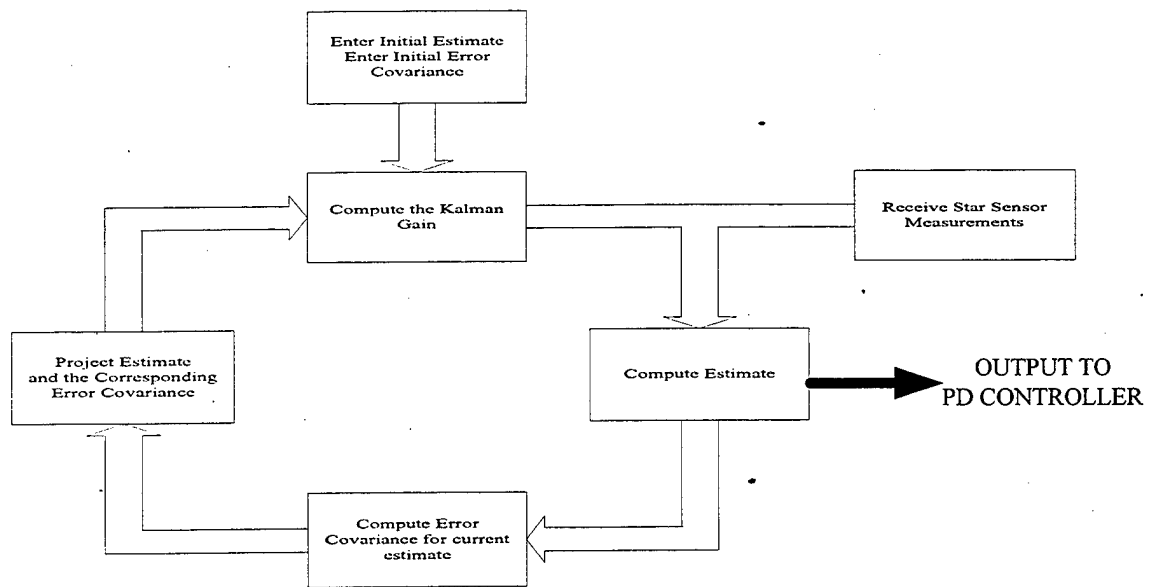 Enter Initial Estimate
Enter Initial Error
Covariance
Compute the Kalman
Gain
Receive Star Sensor
Measurements
Project Estimate
and the Corresponding
Error Covariance
Compute Estimate
OUTPUT TO
PD CONTROLLER
Compute Error
Covariance for current
estimate